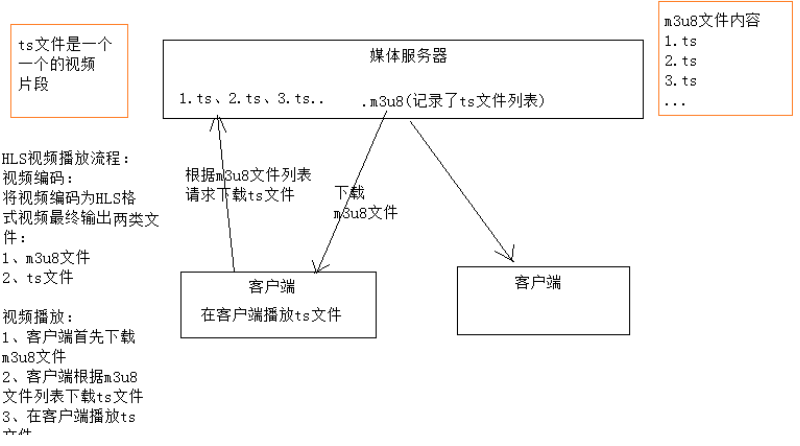 ts文件是一个
一个的视频
片段
媒体服务器
1.ts、2.ts、3.ts..
.m3u8(记录了ts文件列表)
m3u8文件内容
1.ts
2.ts
3.ts
...
HLS视频播放流程：
视频编码：
将视频编码为HLS格
式视频最终输出两类文
件：
1、m3u8文件
2、ts文件
视频播放：
1、客户端首先下载
m3u8文件
2、客户端根据m3u8
文件列表下载ts文件
3、在客户端播放ts
根据m3u8文件列表
请求下载ts文件
下载
m3u8文件
客户端
在客户端播放ts文件
客户端